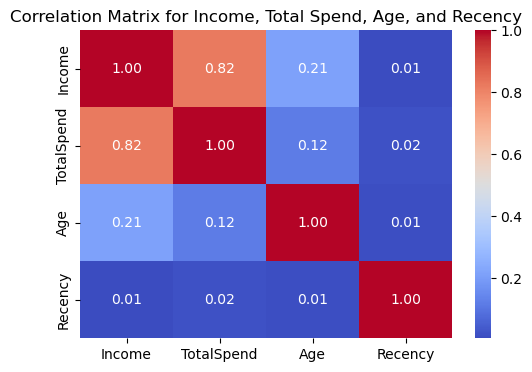 Correlation Matrix for Income, Total Spend, Age, and Recency
Income 1.00 0.82 0.21 0.01
TotalSpend 0.82 1.00 0.12 0.02
Age 0.21 0.12 1.00 0.01
Recency 0.01 0.02 0.01 1.00
Income TotalSpend Age Recency
1.0
0.8
0.6
0.4
0.2